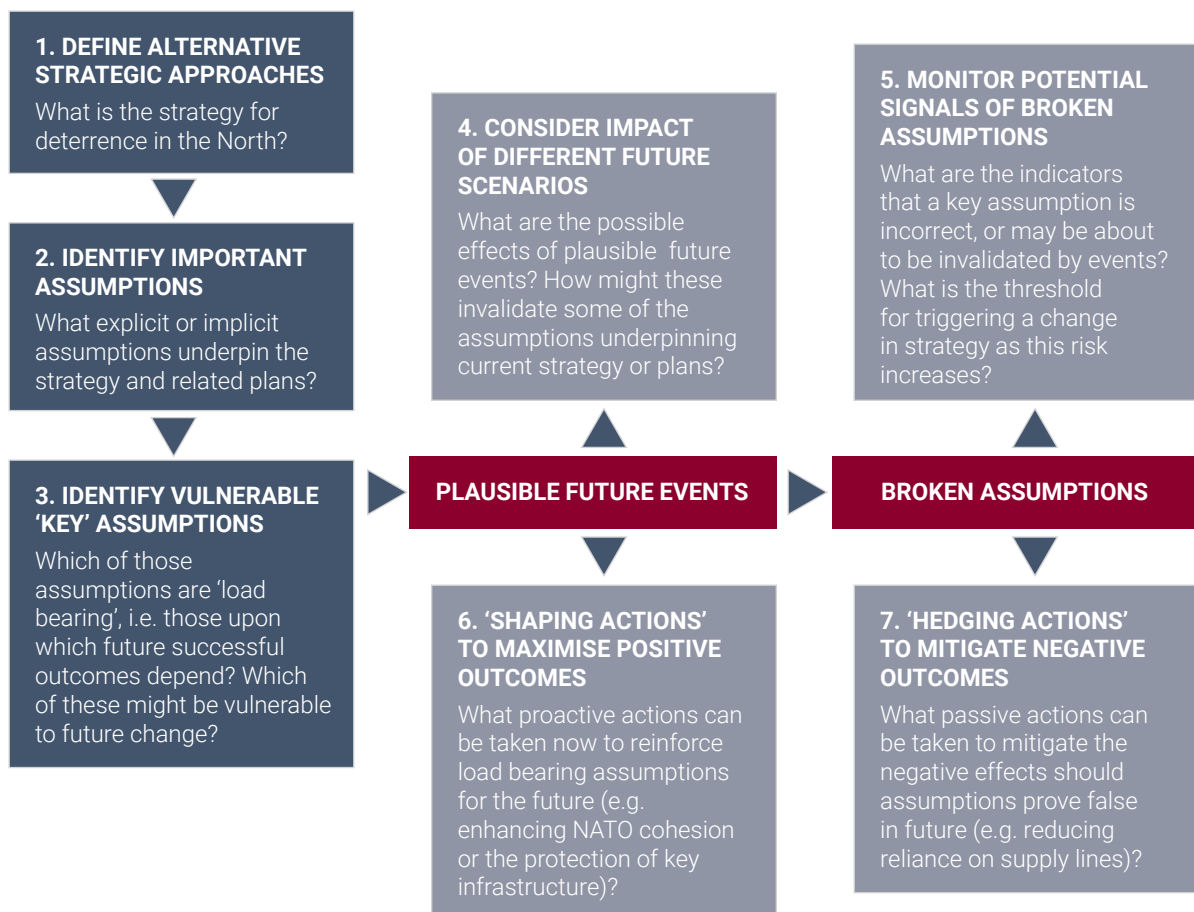 1. DEFINE ALTERNATIVE
STRATEGIC APPROACHES
What is the strategy for
deterrence in the North?
2. IDENTIFY IMPORTANT
ASSUMPTIONS
What explicit or implicit
assumptions underpin the
strategy and related plans?
3. IDENTIFY VULNERABLE
‘KEY’ ASSUMPTIONS
Which of those
assumptions are ‘load
bearing’, i.e. those upon
which future successful
outcomes depend? Which
of these might be vulnerable
to future change?
4. CONSIDER IMPACT
OF DIFFERENT FUTURE
SCENARIOS
What are the possible
effects of plausible future
events? How might these
invalidate some of the
assumptions underpinning
current strategy or plans?
PLAUSIBLE FUTURE EVENTS
6. ‘SHAPING ACTIONS’
TO MAXIMISE POSITIVE
OUTCOMES
What proactive actions can
be taken now to reinforce
load bearing assumptions
for the future (e.g.
enhancing NATO cohesion
or the protection of key
infrastructure)?
5. MONITOR POTENTIAL
SIGNALS OF BROKEN
ASSUMPTIONS
What are the indicators
that a key assumption is
incorrect, or may be about
to be invalidated by events?
What is the threshold
for triggering a change
in strategy as this risk
increases?
BROKEN ASSUMPTIONS
7. ‘HEDGING ACTIONS’
TO MITIGATE NEGATIVE
OUTCOMES
What passive actions can
be taken to mitigate the
negative effects should
assumptions prove false
in future (e.g. reducing
reliance on supply lines)?